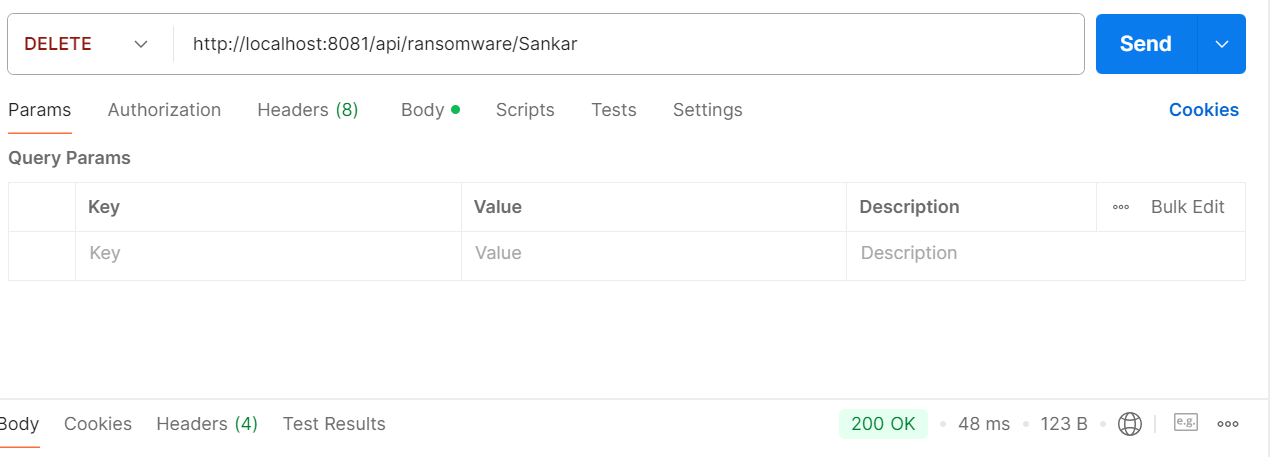 DELETE http://localhost:8081/api/ransomware/Sankar Send
Params Authorization Headers (8) Body Scripts Tests Settings Cookies
Query Params
Key Value Description Bulk Edit
Key Value Description
Body Cookies Headers (4) Test Results 200 OK 48 ms 123 B e.g.